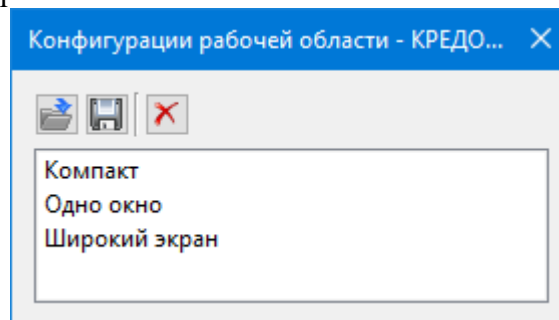 Конфигурации рабочей области - КРЕДО...
Компакт
Одно окно
Широкий экран